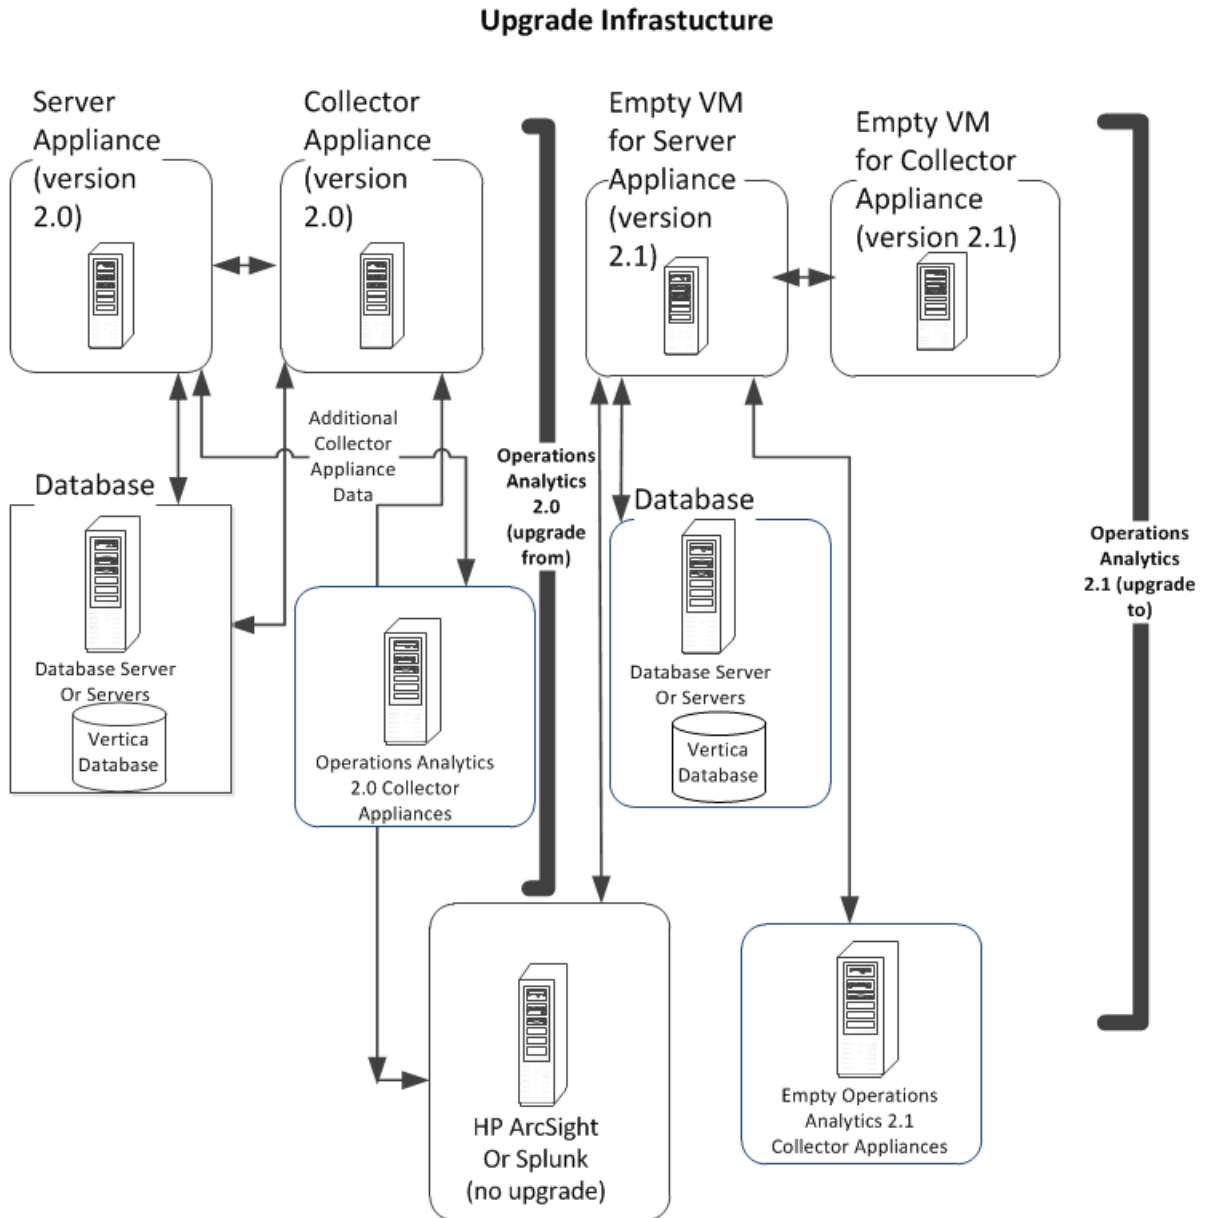 Upgrade Infrastucture
Server
Appliance
(version
2.0)
Collector
Appliance
(version
2.0)
Empty VM
for Server
Appliance
(version
2.1)
Empty VM
for Collector
Appliance
(version 2.1)
Additional
Collector
Appliance
Data
Operations
Analytics
2.0
(upgrade
from)
Database
Database Server
Or Servers
Vertica
Database
Operations Analytics
2.0 Collector
Appliances
Database
Database Server
Or Servers
Vertica
Database
Operations
Analytics
2.1 (upgrade
to)
HP ArcSight
Or Splunk
(no upgrade)
Empty Operations
Analytics 2.1
Collector Appliances